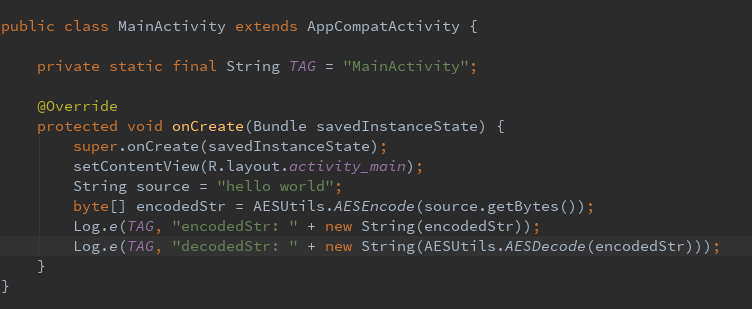 public class MainActivity extends AppCompatActivity {
private static final String TAG = "MainActivity";
@Override
protected void onCreate(Bundle savedInstanceState) {
super.onCreate(savedInstanceState);
setContentView(R.layout.activity_main);
String source = "hello world";
byte[] encodedStr = AESUtils.AESEncode(source.getBytes());
Log.e(TAG, "encodedStr: " + new String(encodedStr));
Log.e(TAG, "decodedStr: " + new String(AESUtils.AESDecode(encodedStr)));
}
}